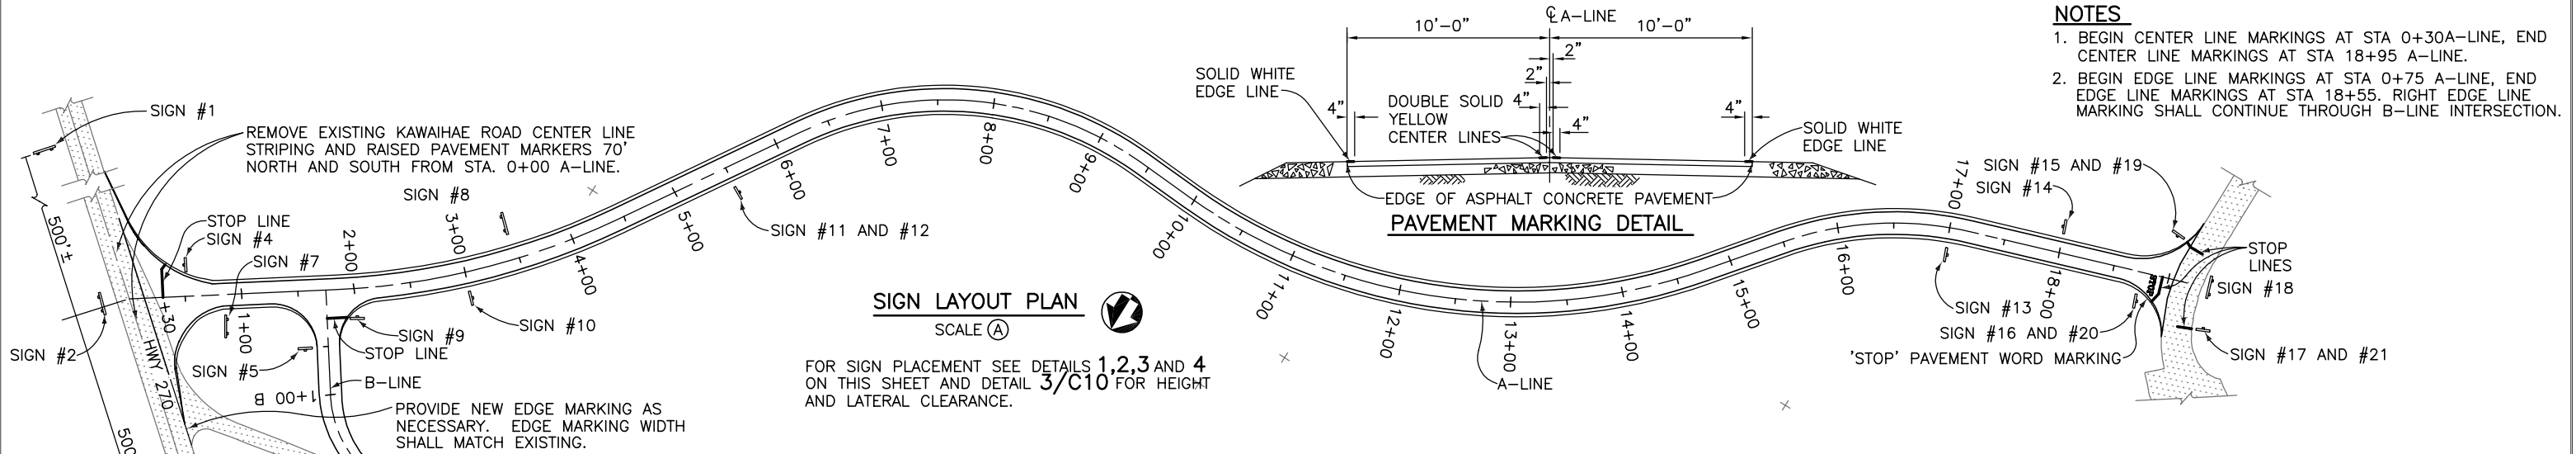 SIGN #1
REMOVE EXISTING KAWAIHAE ROAD CENTER LINE
STRIPING AND RAISED PAVEMENT MARKERS 70'
NORTH AND SOUTH FROM STA. 0+00 A-LINE.
SIGN #8
STOP LINE
SIGN #4
SIGN #7
500'±
SIGN #2
+30
HWY 270
1+00
2+00
3+00
4+00
5+00
6+00
7+00
8+00
9+00
10+00
11+00
12+00
13+00
14+00
15+00
16+00
17+00
18+00
SIGN #5
SIGN #9
STOP LINE
SIGN #10
B-LINE
1+00 B
PROVIDE NEW EDGE MARKING AS
NECESSARY. EDGE MARKING WIDTH
SHALL MATCH EXISTING.
SIGN #11 AND #12
SIGN LAYOUT PLAN
SCALE A
FOR SIGN PLACEMENT SEE DETAILS 1,2,3 AND 4
ON THIS SHEET AND DETAIL 3/C10 FOR HEIGHT
AND LATERAL CLEARANCE.
℄ A-LINE
10'-0"
10'-0"
2"
2"
4"
4"
4"
4"
SOLID WHITE
EDGE LINE
DOUBLE SOLID
YELLOW
CENTER LINES
SOLID WHITE
EDGE LINE
EDGE OF ASPHALT CONCRETE PAVEMENT
PAVEMENT MARKING DETAIL
A-LINE
SIGN #15 AND #19
SIGN #14
SIGN #13
SIGN #16 AND #20
'STOP' PAVEMENT WORD MARKING
STOP
STOP
LINES
SIGN #18
SIGN #17 AND #21
NOTES
1. BEGIN CENTER LINE MARKINGS AT STA 0+30A-LINE, END
CENTER LINE MARKINGS AT STA 18+95 A-LINE.
2. BEGIN EDGE LINE MARKINGS AT STA 0+75 A-LINE, END
EDGE LINE MARKINGS AT STA 18+55. RIGHT EDGE LINE
MARKING SHALL CONTINUE THROUGH B-LINE INTERSECTION.